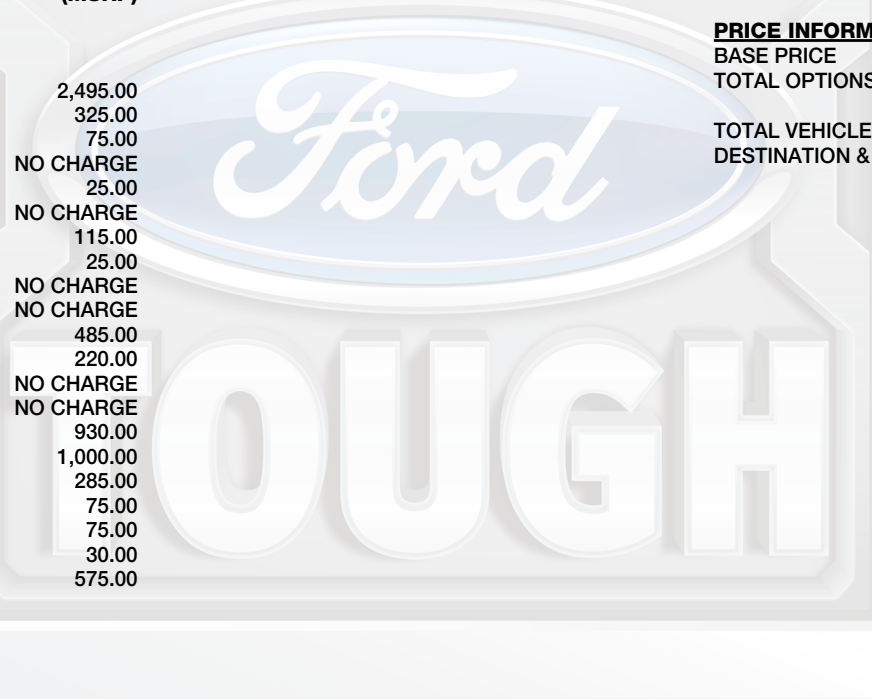 PRICE INFORM
BASE PRICE
TOTAL OPTIONS
TOTAL VEHICLE
DESTINATION &
(MSRP)
2,495.00
325.00
75.00
NO CHARGE
25.00
NO CHARGE
115.00
25.00
NO CHARGE
NO CHARGE
485.00
220.00
NO CHARGE
NO CHARGE
930.00
1,000.00
285.00
75.00
75.00
30.00
575.00
Ford
TOUGH